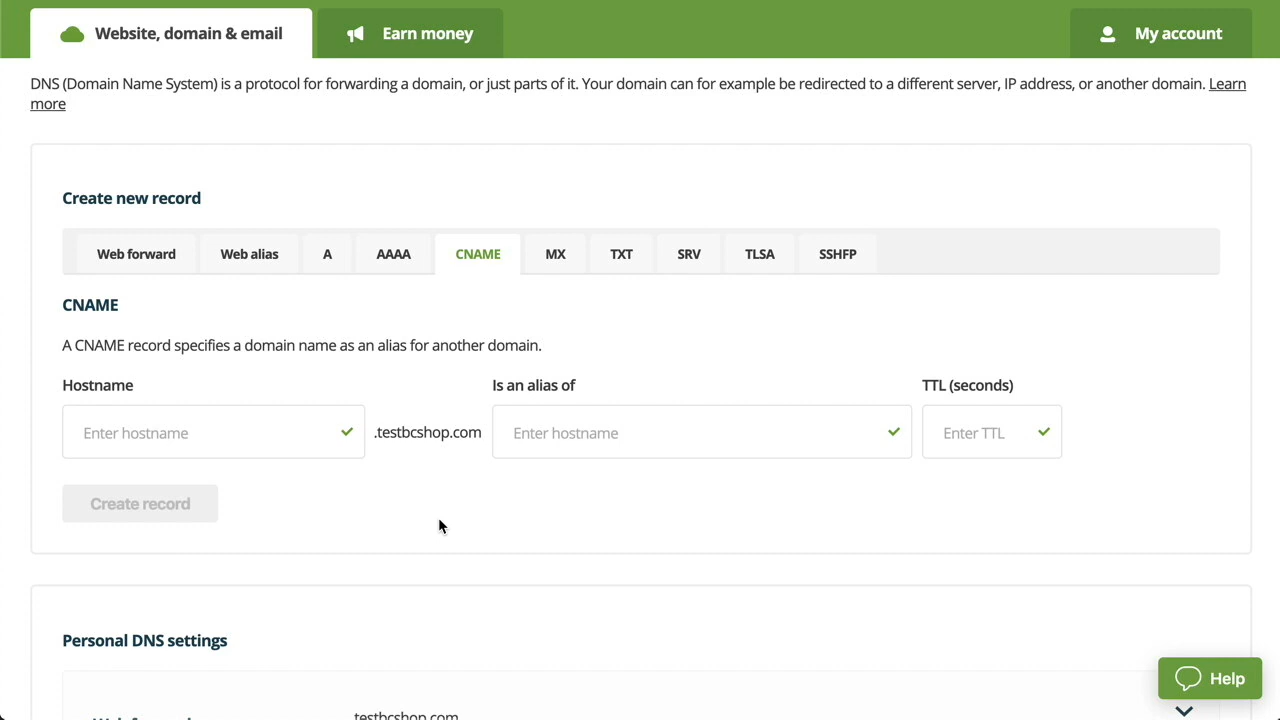 Website, domain & email
Earn money
My account
DNS (Domain Name System) is a protocol for forwarding a domain, or just parts of it. Your domain can for example be redirected to a different server, IP address, or another domain. Learn
more
Create new record
Web forward Web alias A AAAA CNAME MX TXT SRV TLSA SSHFP
CNAME
A CNAME record specifies a domain name as an alias for another domain.
Hostname Is an alias of TTL (seconds)
Enter hostname .testbcshop.com Enter hostname Enter TTL
Create record
Personal DNS settings
Help
Web forward testbcshop.com